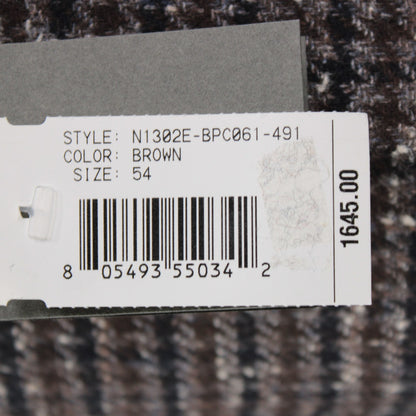 STYLE: N1302E-BPC061-491
COLOR: BROWN
SIZE: 54
8 05493 55034 2
1645.00